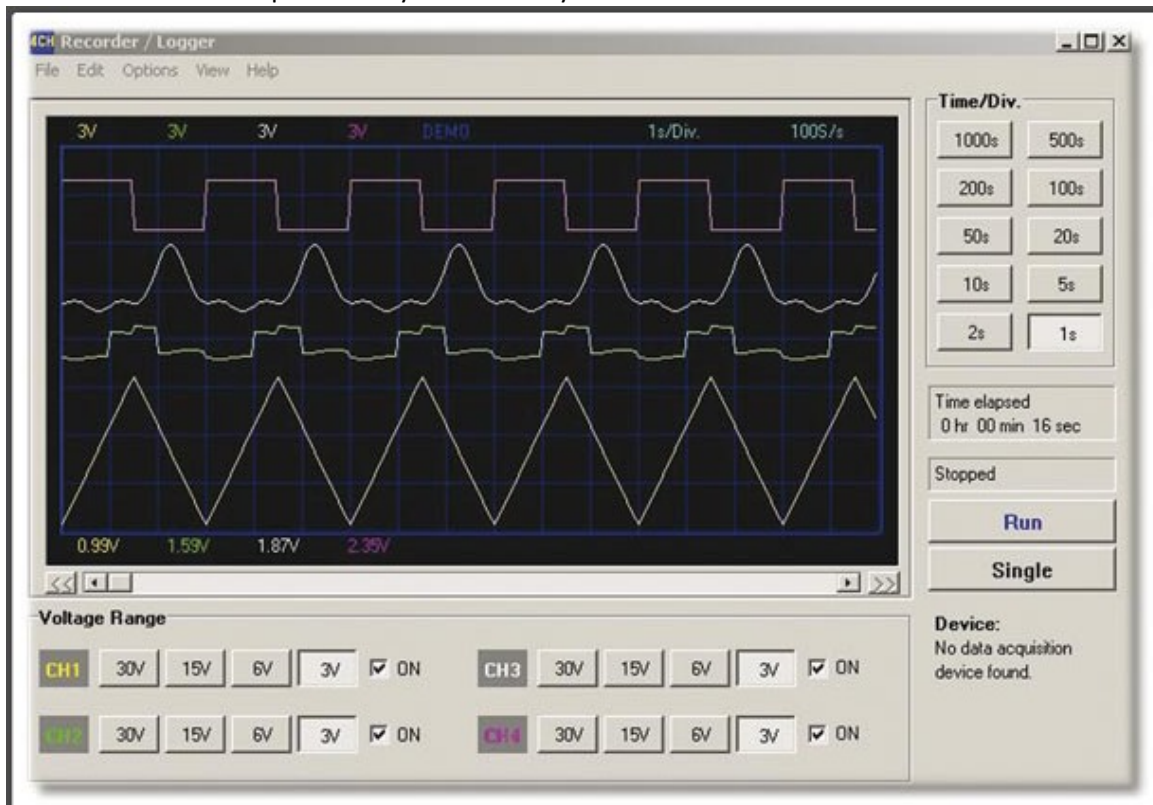 4CH Recorder / Logger
File Edit Options View Help
3V 3V 3V 3V DEMO 1s/Div. 100S/s
0.99V 1.59V 1.87V 2.35V
<< >>
Time/Div.
1000s 500s
200s 100s
50s 20s
10s 5s
2s 1s
Time elapsed
0 hr 00 min 16 sec
Stopped
Run
Single
Device:
No data acquisition
device found.
Voltage Range
CH1 30V 15V 6V 3V ON CH3 30V 15V 6V 3V ON
CH2 30V 15V 6V 3V ON CH4 30V 15V 6V 3V ON